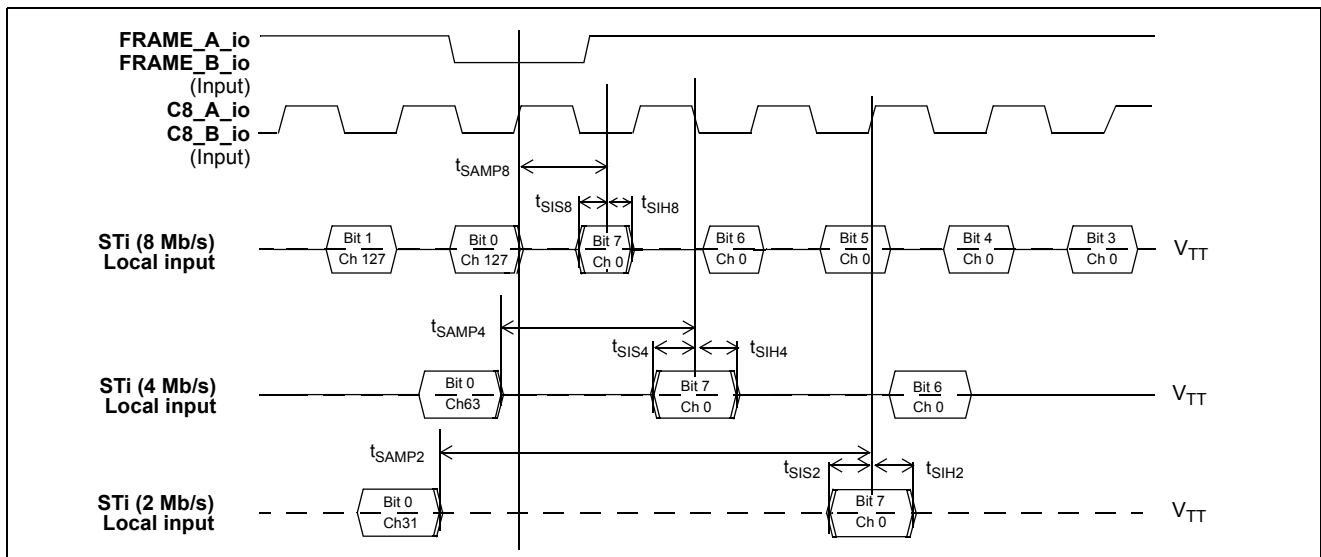 FRAME_A_io
FRAME_B_io
(Input)
C8_A_io
C8_B_io
(Input)
tSAMP8
tSIS8
tSIH8
STi (8 Mb/s)
Local input
Bit 1
Ch 127
Bit 0
Ch 127
Bit 7
Ch 0
Bit 6
Ch 0
Bit 5
Ch 0
Bit 4
Ch 0
Bit 3
Ch 0
VTT
tSAMP4
tSIS4
tSIH4
STi (4 Mb/s)
Local input
Bit 0
Ch63
Bit 7
Ch 0
Bit 6
Ch 0
VTT
tSAMP2
tSIS2
tSIH2
STi (2 Mb/s)
Local input
Bit 0
Ch31
Bit 7
Ch 0
VTT